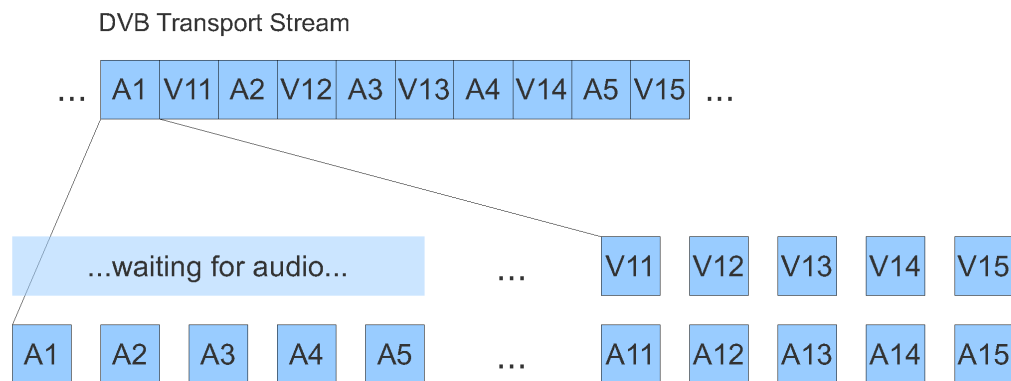 DVB Transport Stream
... A1 V11 A2 V12 A3 V13 A4 V14 A5 V15 ...
...waiting for audio... ... V11 V12 V13 V14 V15
A1 A2 A3 A4 A5 ... A11 A12 A13 A14 A15